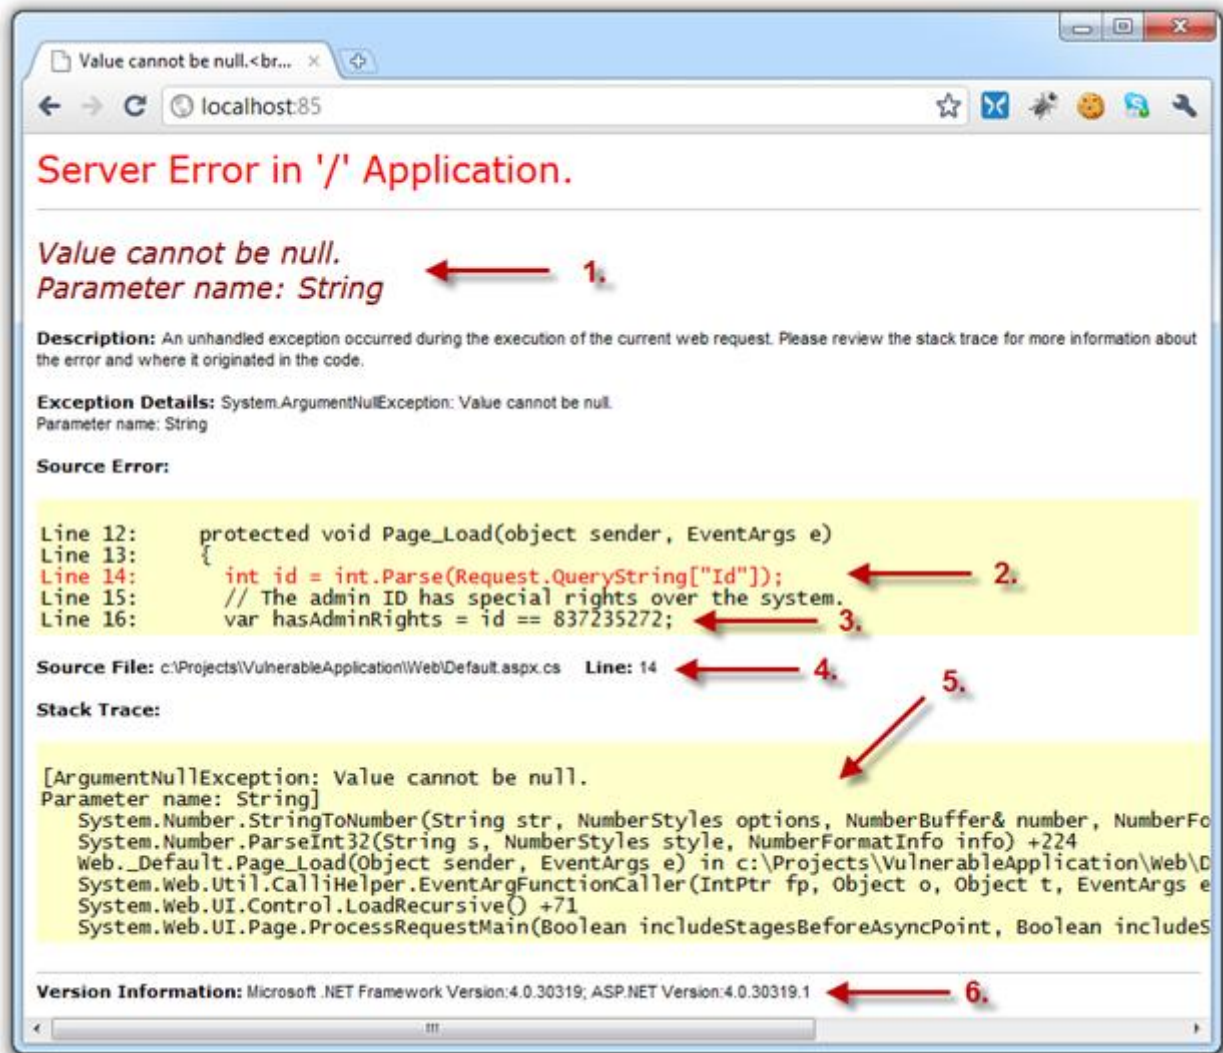 Value cannot be null.<br...
localhost:85
Server Error in '/' Application.
Value cannot be null.
Parameter name: String
1.
Description: An unhandled exception occurred during the execution of the current web request. Please review the stack trace for more information about
the error and where it originated in the code.
Exception Details: System.ArgumentNullException: Value cannot be null.
Parameter name: String
Source Error:
Line 12:      protected void Page_Load(object sender, EventArgs e)
Line 13:      {
Line 14:        int id = int.Parse(Request.QueryString["Id"]);
2.
Line 15:        // The admin ID has special rights over the system.
Line 16:        var hasAdminRights = id == 837235272;
3.
Source File: c:\Projects\VulnerableApplication\Web\Default.aspx.cs    Line: 14
4.
5.
Stack Trace:
[ArgumentNullException: Value cannot be null.
Parameter name: String]
   System.Number.StringToNumber(String str, NumberStyles options, NumberBuffer& number, NumberFo
   System.Number.ParseInt32(String s, NumberStyles style, NumberFormatInfo info) +224
   Web._Default.Page_Load(Object sender, EventArgs e) in c:\Projects\VulnerableApplication\Web\D
   System.Web.Util.CalliHelper.EventArgFunctionCaller(IntPtr fp, Object o, Object t, EventArgs e
   System.Web.UI.Control.LoadRecursive() +71
   System.Web.UI.Page.ProcessRequestMain(Boolean includeStagesBeforeAsyncPoint, Boolean includeS
Version Information: Microsoft .NET Framework Version:4.0.30319; ASP.NET Version:4.0.30319.1
6.